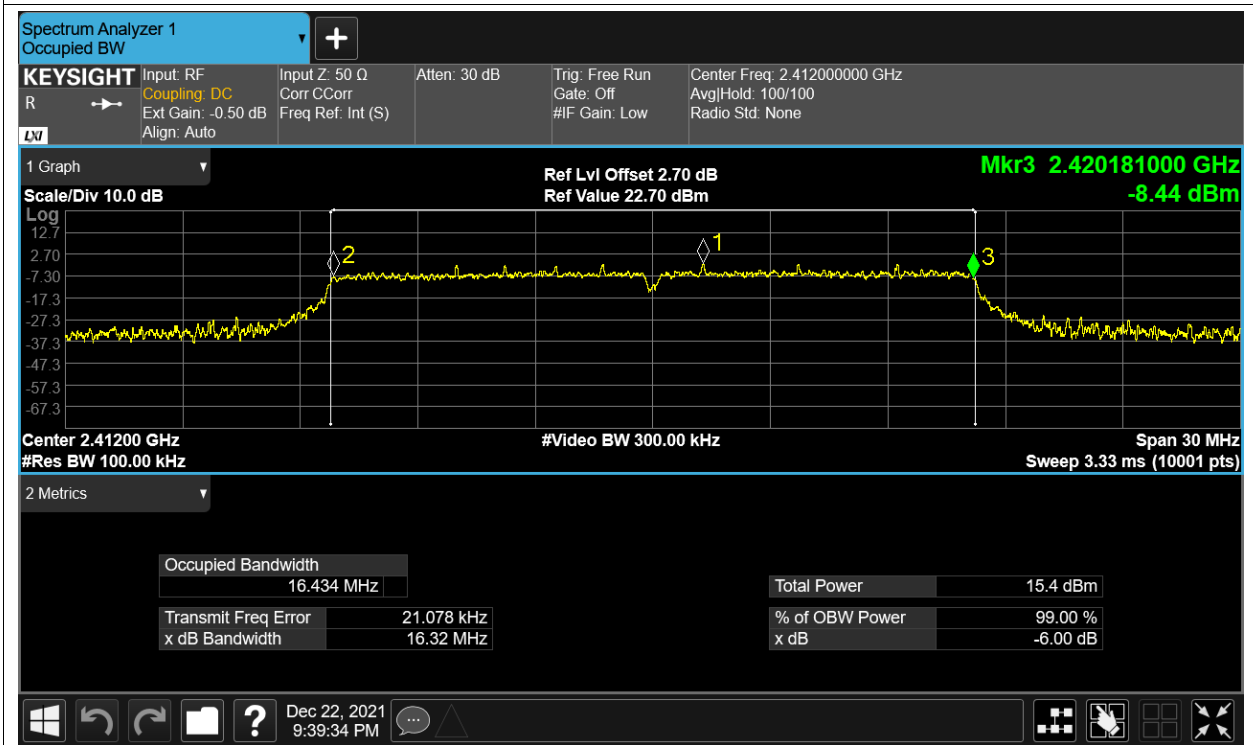 Spectrum Analyzer 1
Occupied BW
KEYSIGHT
R
LXI
Input: RF
Coupling: DC
Ext Gain: -0.50 dB
Align: Auto
Input Z: 50 Ω
Corr CCorr
Freq Ref: Int (S)
Atten: 30 dB
Trig: Free Run
Gate: Off
#IF Gain: Low
Center Freq: 2.412000000 GHz
Avg|Hold: 100/100
Radio Std: None
1 Graph
Scale/Div 10.0 dB
Ref Lvl Offset 2.70 dB
Ref Value 22.70 dBm
Mkr3 2.420181000 GHz
-8.44 dBm
Log
12.7
2.70
-7.30
-17.3
-27.3
-37.3
-47.3
-57.3
-67.3
2
1
3
Center 2.41200 GHz
#Res BW 100.00 kHz
#Video BW 300.00 kHz
Span 30 MHz
Sweep 3.33 ms (10001 pts)
2 Metrics
Occupied Bandwidth
16.434 MHz
Transmit Freq Error 21.078 kHz
x dB Bandwidth 16.32 MHz
Total Power 15.4 dBm
% of OBW Power 99.00 %
x dB -6.00 dB
?
Dec 22, 2021
9:39:34 PM